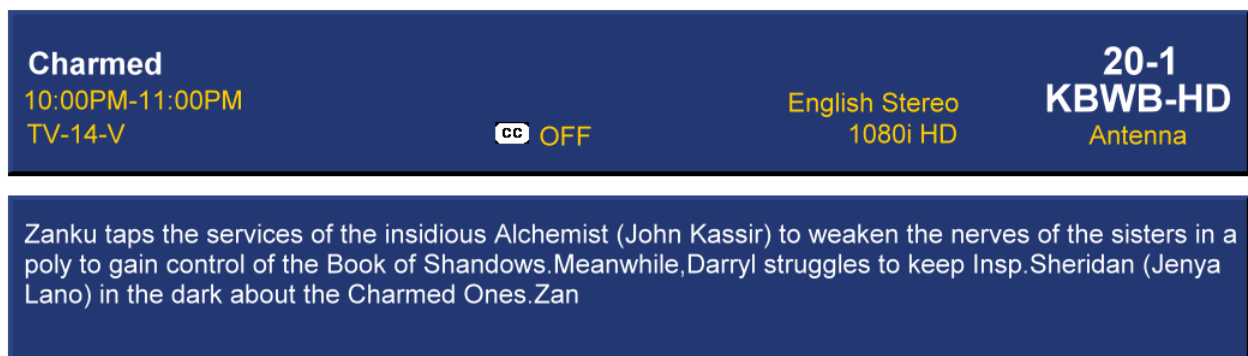 Charmed
10:00PM-11:00PM
TV-14-V
CC OFF
English Stereo
1080i HD
20-1
KBWB-HD
Antenna
Zanku taps the services of the insidious Alchemist (John Kassir) to weaken the nerves of the sisters in a
poly to gain control of the Book of Shandows.Meanwhile,Darryl struggles to keep Insp.Sheridan (Jenya
Lano) in the dark about the Charmed Ones.Zan